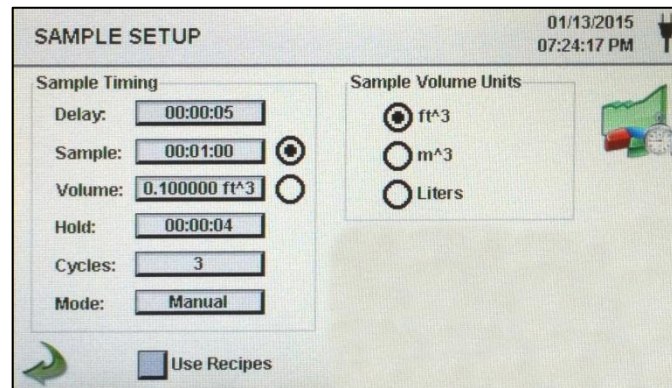 SAMPLE SETUP
01/13/2015
07:24:17 PM
Sample Timing
Delay: 00:00:05
Sample: 00:01:00
Volume: 0.100000 ft^3
Hold: 00:00:04
Cycles: 3
Mode: Manual
Use Recipes
Sample Volume Units
ft^3
m^3
Liters